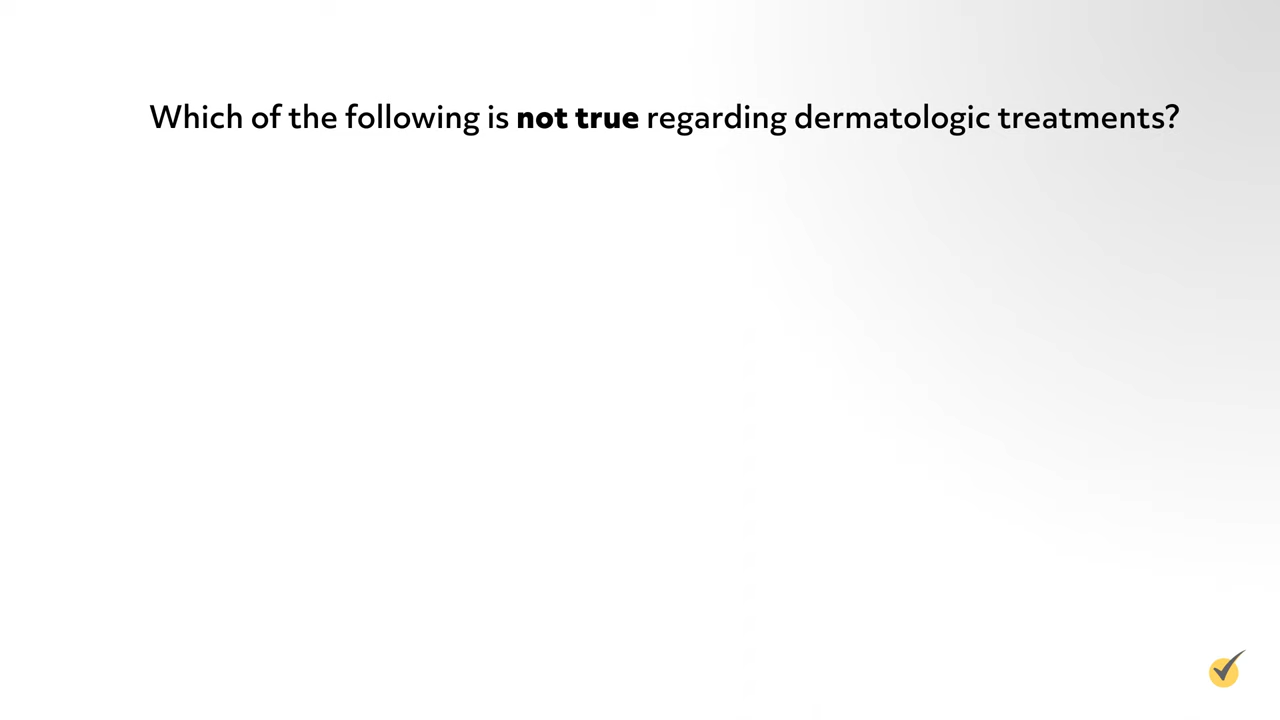 Which of the following is not true regarding dermatologic treatments?